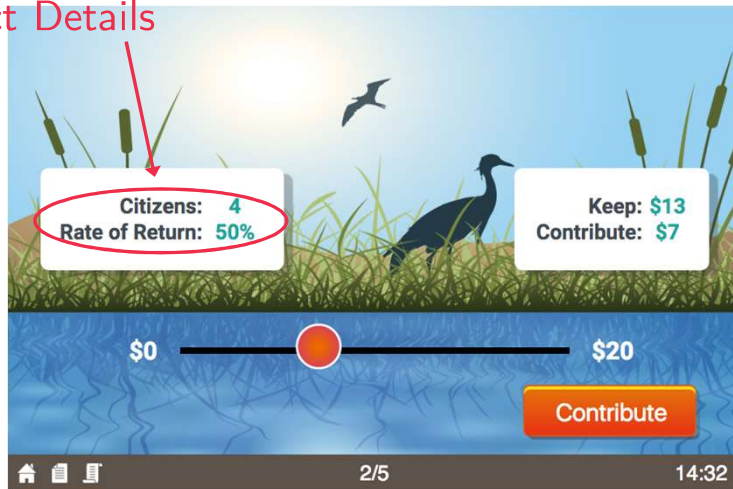 Details
Citizens: 4
Rate of Return: 50%
Keep: $13
Contribute: $7
$0
$20
Contribute
2/5
14:32